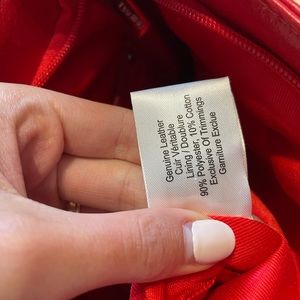 Genuine Leather
Cuir Véritable
Lining / Doublure
90% Polyester, 10% Cotton
Exclusive Of Trimmings
Garniture Exclue